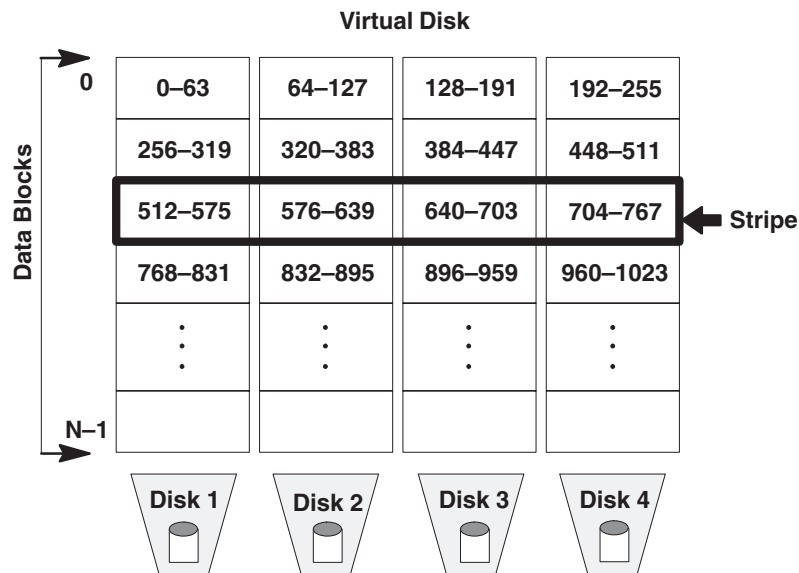 Virtual Disk
0
0–63 64–127 128–191 192–255
256–319 320–383 384–447 448–511
512–575 576–639 640–703 704–767
Stripe
768–831 832–895 896–959 960–1023
Data Blocks
N–1
Disk 1 Disk 2 Disk 3 Disk 4